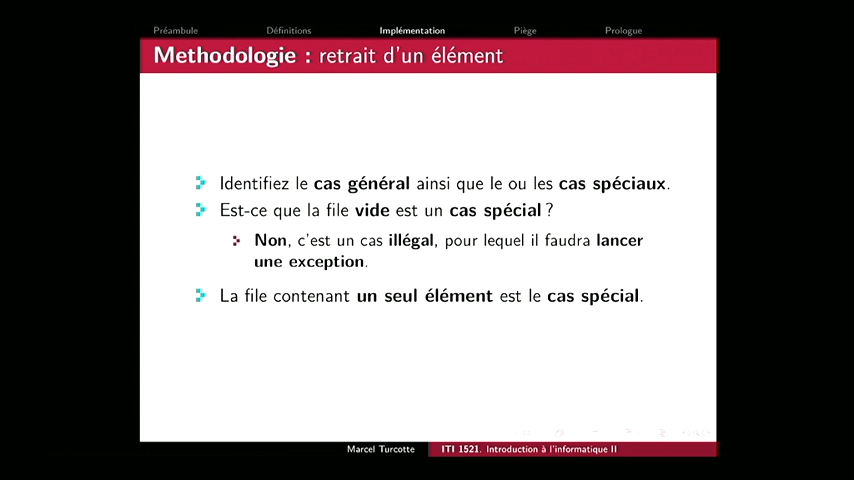 Préambule Définitions Implémentation Piège Prologue
Methodologie : retrait d'un élément
Identifiez le cas général ainsi que le ou les cas spéciaux.
Est-ce que la file vide est un cas spécial ?
Non, c'est un cas illégal, pour lequel il faudra lancer
une exception.
La file contenant un seul élément est le cas spécial.
Marcel Turcotte ITI 1521. Introduction à l'informatique II